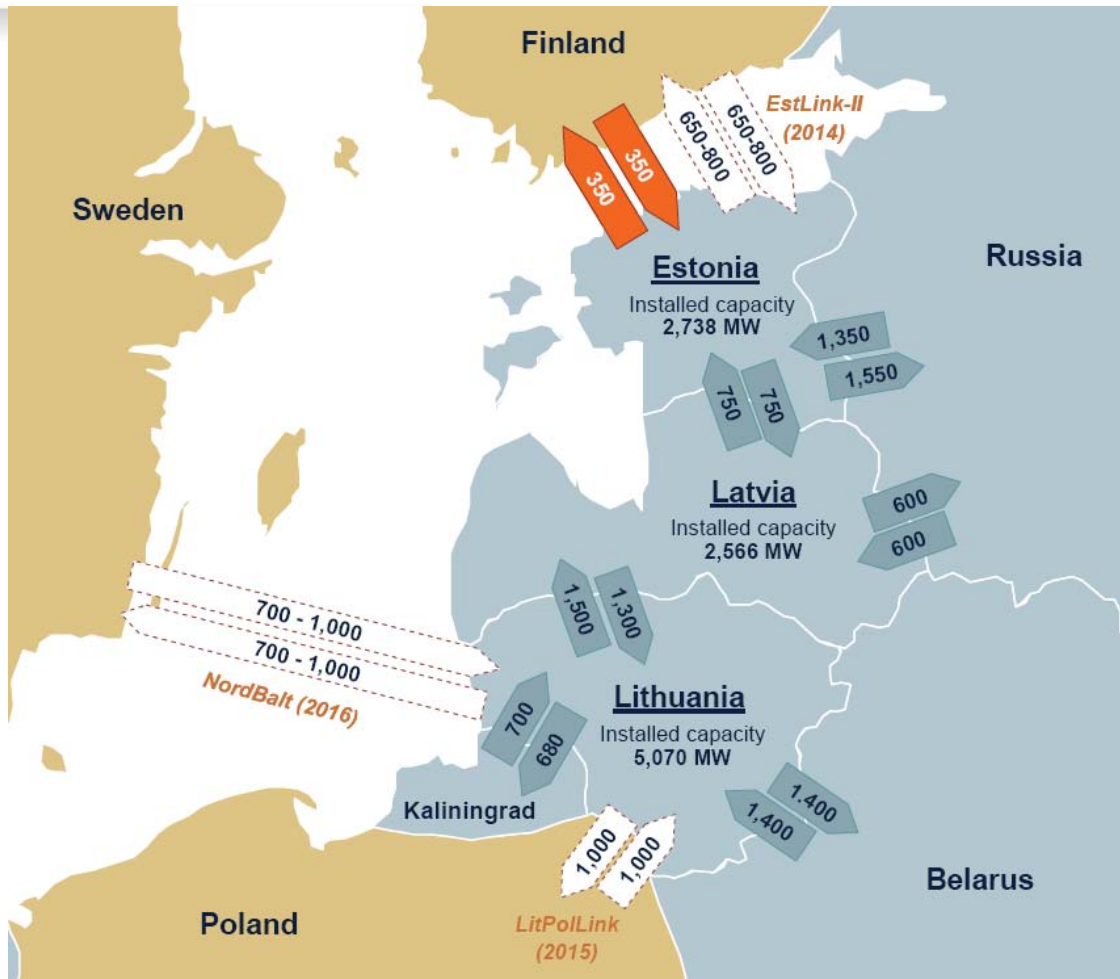 Finland
EstLink-II
(2014)
650-800
650-800
350
350
Sweden
Russia
Estonia
Installed capacity
2,738 MW
1,350
1,550
750
750
Latvia
Installed capacity
2,566 MW
600
600
1,500
1,300
700 - 1,000
700 - 1,000
NordBalt (2016)
Lithuania
Installed capacity
5,070 MW
700
680
Kaliningrad
1.400
1,400
1,000
1,000
Belarus
Poland
LitPolLink
(2015)